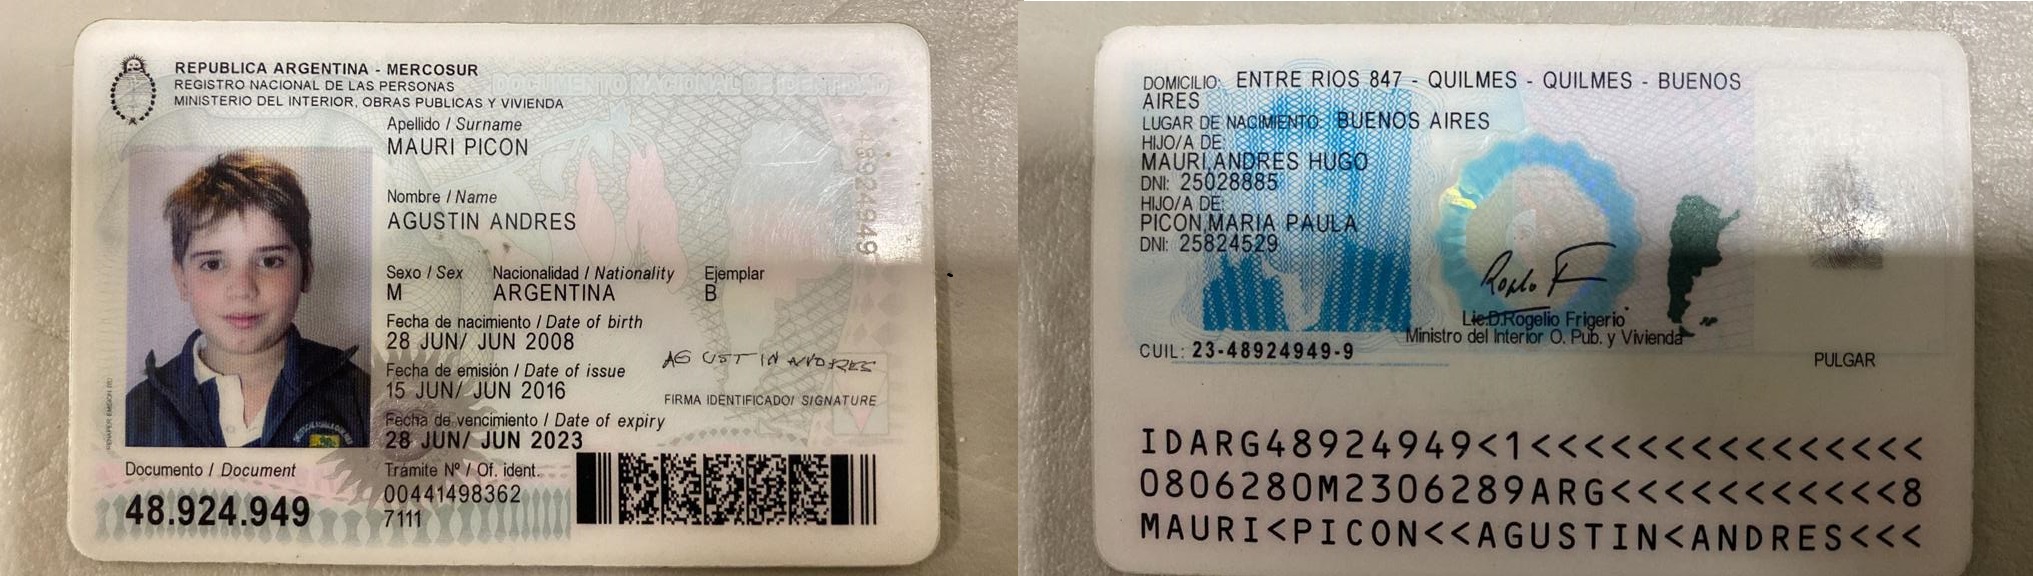 REPUBLICA ARGENTINA - MERCOSUR
REGISTRO NACIONAL DE LAS PERSONAS
MINISTERIO DEL INTERIOR, OBRAS PUBLICAS Y VIVIENDA
DOCUMENTO NACIONAL DE IDENTIDAD
Apellido / Surname
MAURI PICON
Nombre / Name
AGUSTIN ANDRES
Sexo / Sex Nacionalidad / Nationality Ejemplar
M ARGENTINA B
Fecha de nacimiento / Date of birth
28 JUN/ JUN 2008
Fecha de emisión / Date of issue
15 JUN/ JUN 2016
AGUSTIN ANDRES
FIRMA IDENTIFICADO/ SIGNATURE
Fecha de vencimiento / Date of expiry
28 JUN/ JUN 2023
Documento / Document
48.924.949
Trámite Nº / Of. ident.
00441498362
7111
DOMICILIO: ENTRE RIOS 847 - QUILMES - QUILMES - BUENOS
AIRES
LUGAR DE NACIMIENTO: BUENOS AIRES
HIJO/A DE:
MAURI,ANDRES HUGO
DNI: 25028885
HIJO/A DE:
PICON,MARIA PAULA
DNI: 25824529
Lic.D.Rogelio Frigerio
Ministro del Interior O. Pub. y Vivienda
CUIL: 23-48924949-9
PULGAR
IDARG48924949<1<<<<<<<<<<<<<<<
0806280M2306289ARG<<<<<<<<<<<8
MAURI<PICON<<AGUSTIN<ANDRES<<<